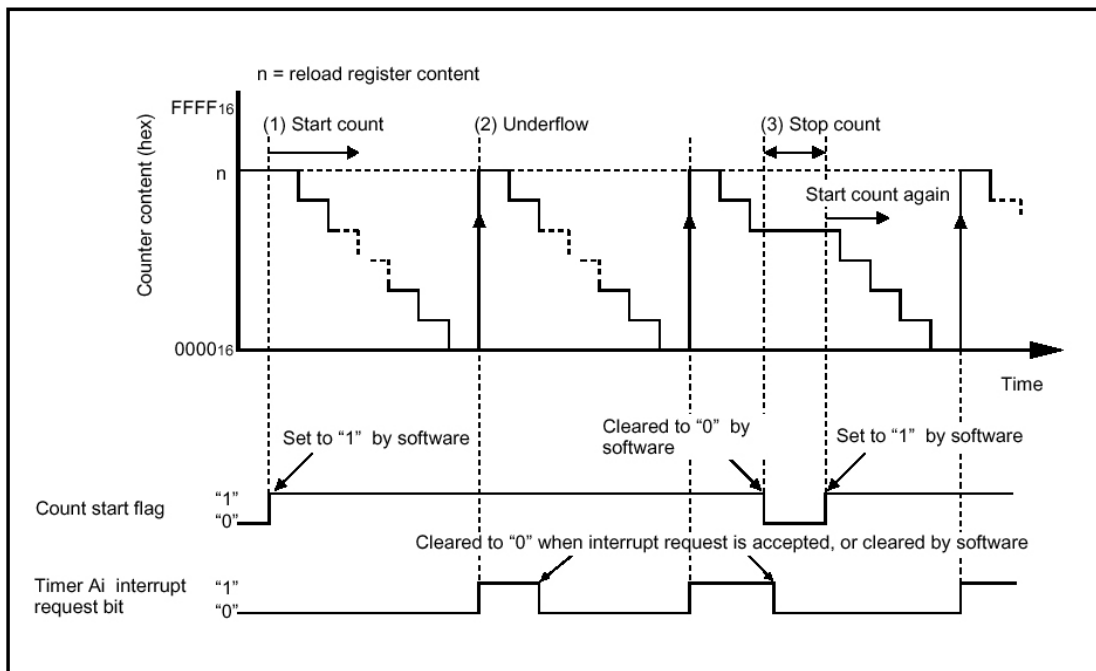 n = reload register content
FFFF16
(1) Start count
(2) Underflow
(3) Stop count
Counter content (hex)
n
Start count again
000016
Time
Set to “1” by software
Cleared to “0” by
software
Set to “1” by software
Count start flag
“1”
“0”
Cleared to “0” when interrupt request is accepted, or cleared by software
Timer Ai interrupt
request bit
“1”
“0”